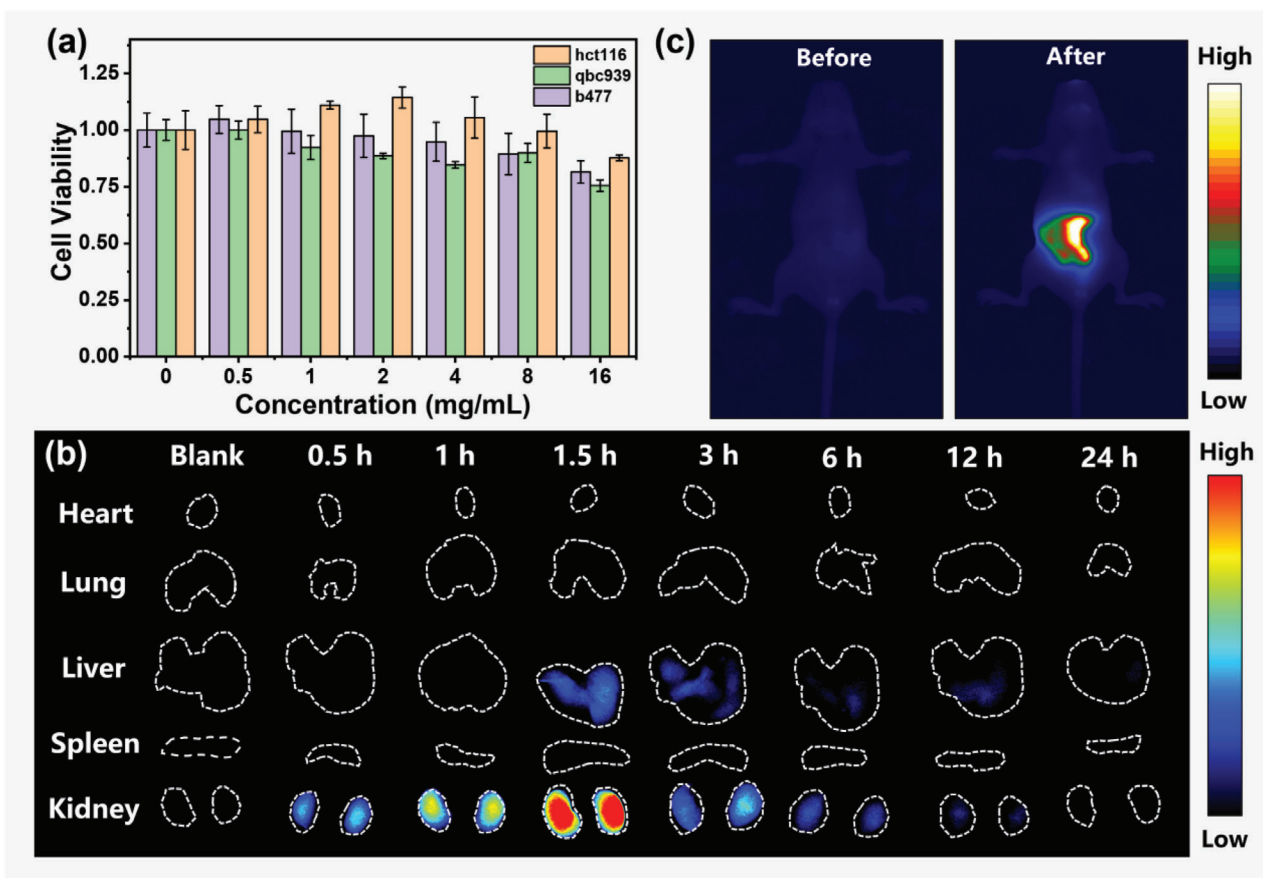 (a)
hct116
qbc939
b477
Cell Viability
1.25
1.00
0.75
0.50
0.25
0.00
0 0.5 1 2 4 8 16
Concentration (mg/mL)
(c)
Before
After
High
Low
(b)
Blank 0.5 h 1 h 1.5 h 3 h 6 h 12 h 24 h
Heart
Lung
Liver
Spleen
Kidney
High
Low